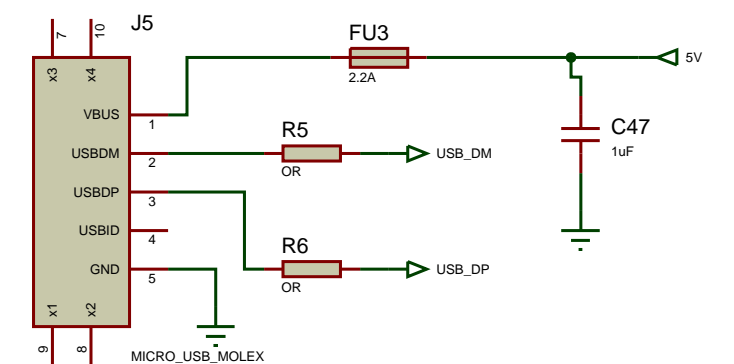 J5
7
10
x3
x4
FU3
2.2A
5V
VBUS
1
C47
1uF
R5
USBDM
2
OR
USB_DM
USBDP
3
USBID
4
R6
GND
5
OR
USB_DP
x1
x2
9
8
MICRO_USB_MOLEX